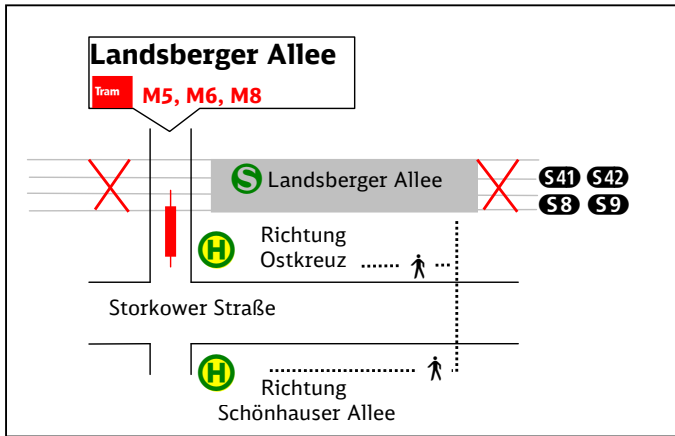 Landsberger Allee
Tram M5, M6, M8
S Landsberger Allee
S41 S42
S8 S9
H Richtung
Ostkreuz
Storkower Straße
H
Richtung
Schönhauser Allee